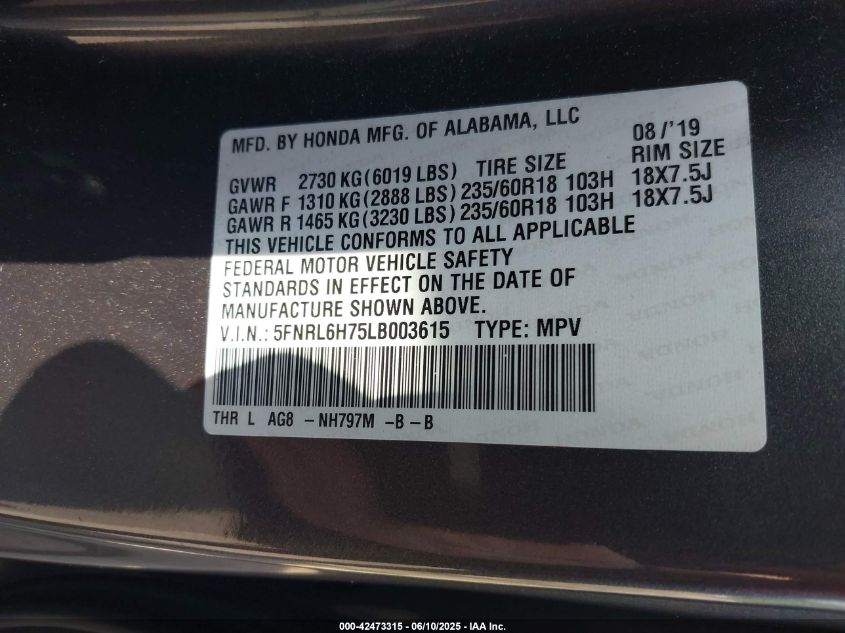 MFD. BY HONDA MFG. OF ALABAMA, LLC 08/'19
GVWR 2730 KG (6019 LBS) TIRE SIZE RIM SIZE
GAWR F 1310 KG (2888 LBS) 235/60R18 103H 18X7.5J
GAWR R 1465 KG (3230 LBS) 235/60R18 103H 18X7.5J
THIS VEHICLE CONFORMS TO ALL APPLICABLE
FEDERAL MOTOR VEHICLE SAFETY
STANDARDS IN EFFECT ON THE DATE OF
MANUFACTURE SHOWN ABOVE.
V.I.N.: 5FNRL6H75LB003615 TYPE: MPV
THR L AG8 – NH797M – B – B
000-42473315 - 06/10/2025 - IAA Inc.